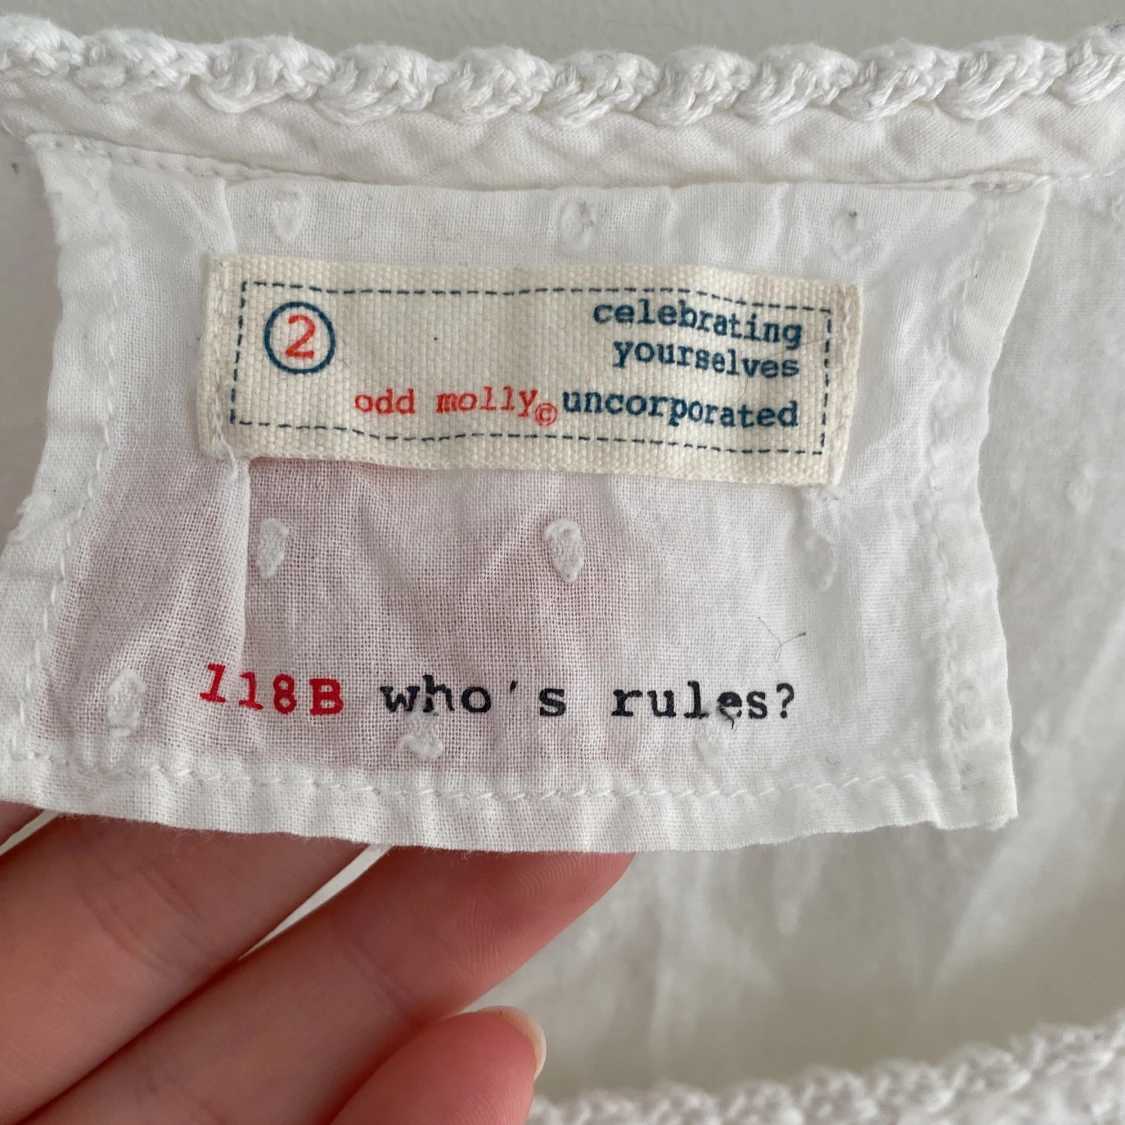 2
celebrating
yourselves
odd molly© uncorporated
118B who's rules?